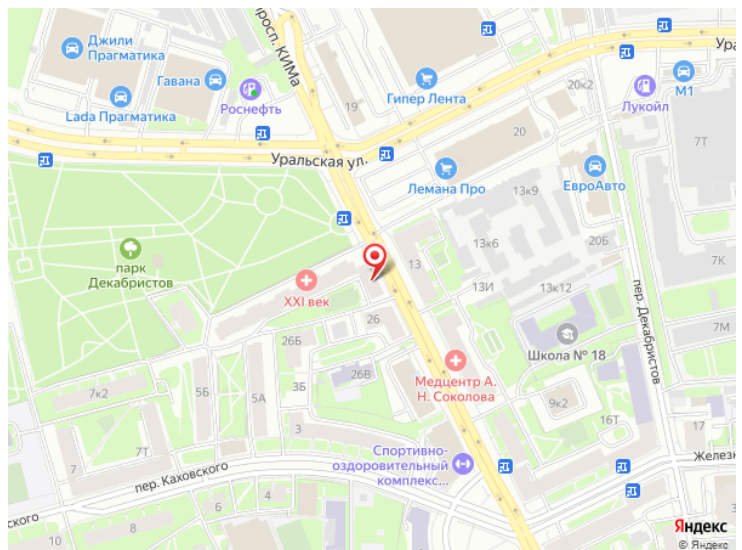 Джили
Прагматика
Гавана
Lada Прагматика
Роснефть
просп. КИМа
19
Гипер Лента
20к2
Лукойл
М1
Ура
7Т
Уральская ул.
20
Лемана Про
ЕвроАвто
13к9
парк
Декабристов
XXI век
13
13к6
13И
13к12
20Б
7К
пер. Декабристов
7М
26
26Б
26В
3Б
5А
5Б
7к2
Школа № 18
Медцентр А.
Н. Соколова
9к2
16Т
17
7
7Т
пер. Каховского
Спортивно-
оздоровительный
комплекс...
Железн
6
4
3
10
8
вского
Яндекс
© Яндекс